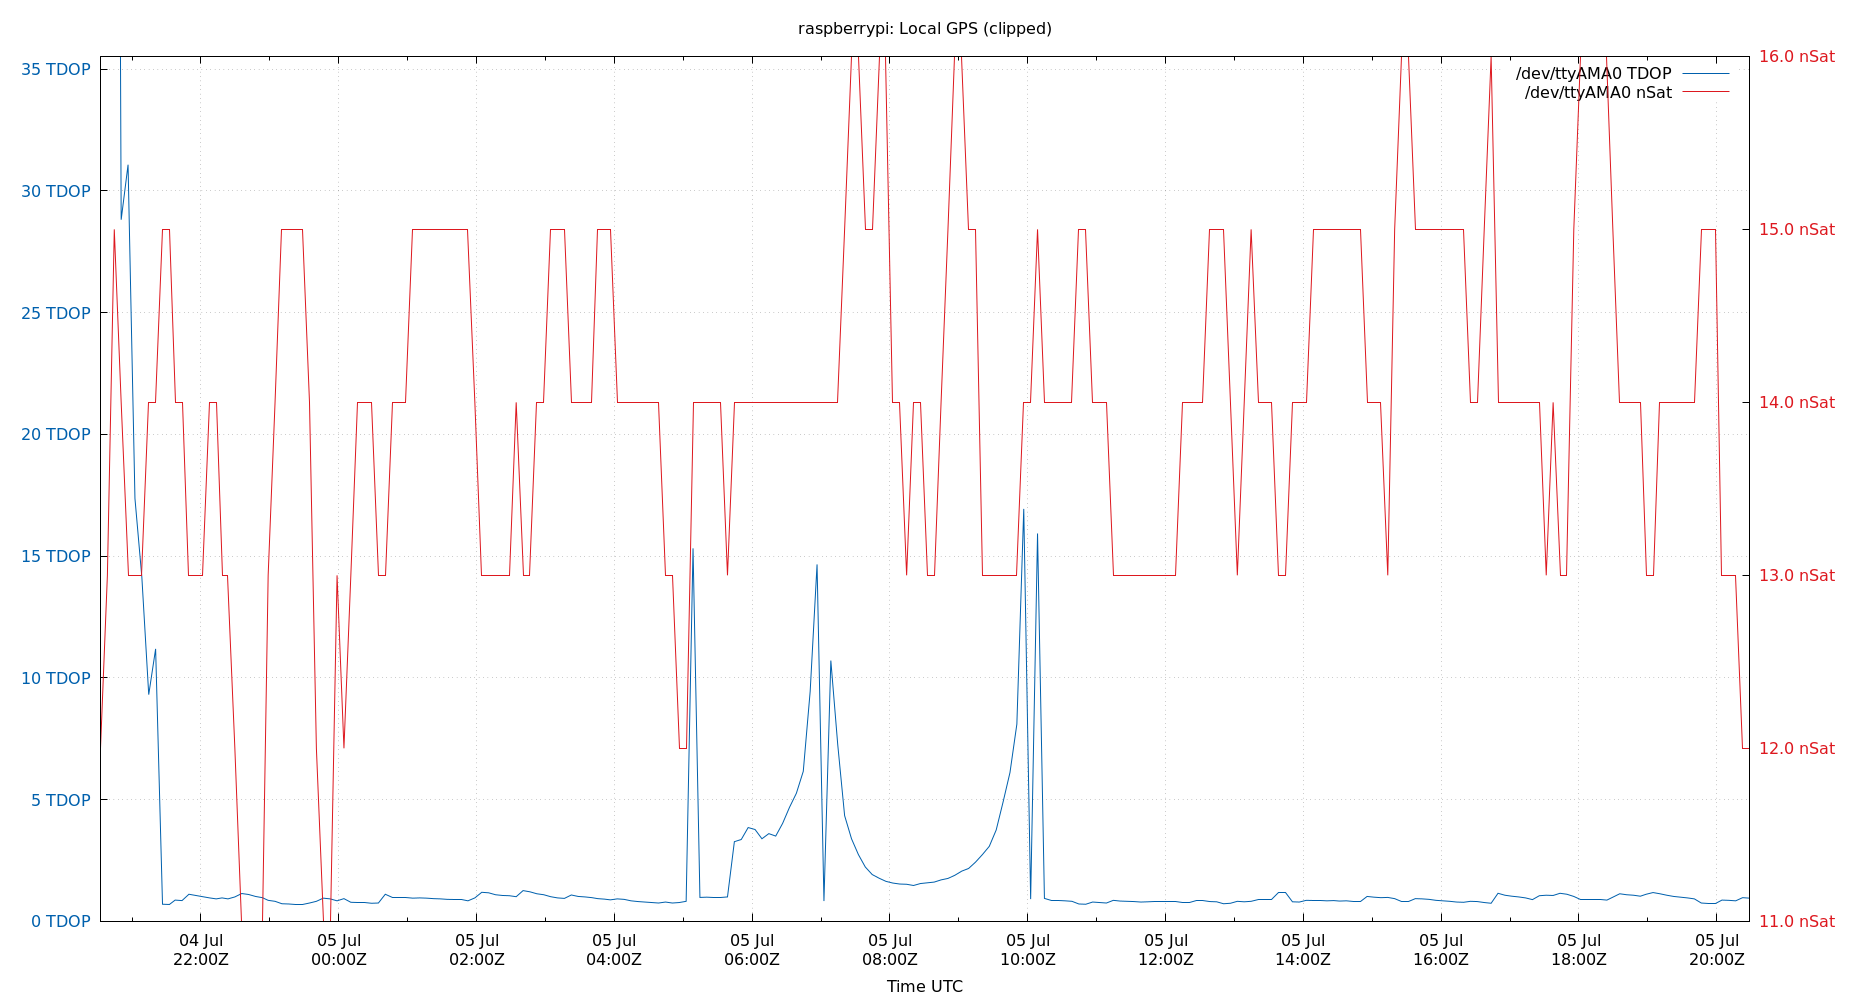 raspberrypi: Local GPS (clipped)
35 TDOP
30 TDOP
25 TDOP
20 TDOP
15 TDOP
10 TDOP
5 TDOP
0 TDOP
16.0 nSat
15.0 nSat
14.0 nSat
13.0 nSat
12.0 nSat
11.0 nSat
/dev/ttyAMA0 TDOP
/dev/ttyAMA0 nSat
04 Jul
22:00Z
05 Jul
00:00Z
05 Jul
02:00Z
05 Jul
04:00Z
05 Jul
06:00Z
05 Jul
08:00Z
05 Jul
10:00Z
05 Jul
12:00Z
05 Jul
14:00Z
05 Jul
16:00Z
05 Jul
18:00Z
05 Jul
20:00Z
Time UTC